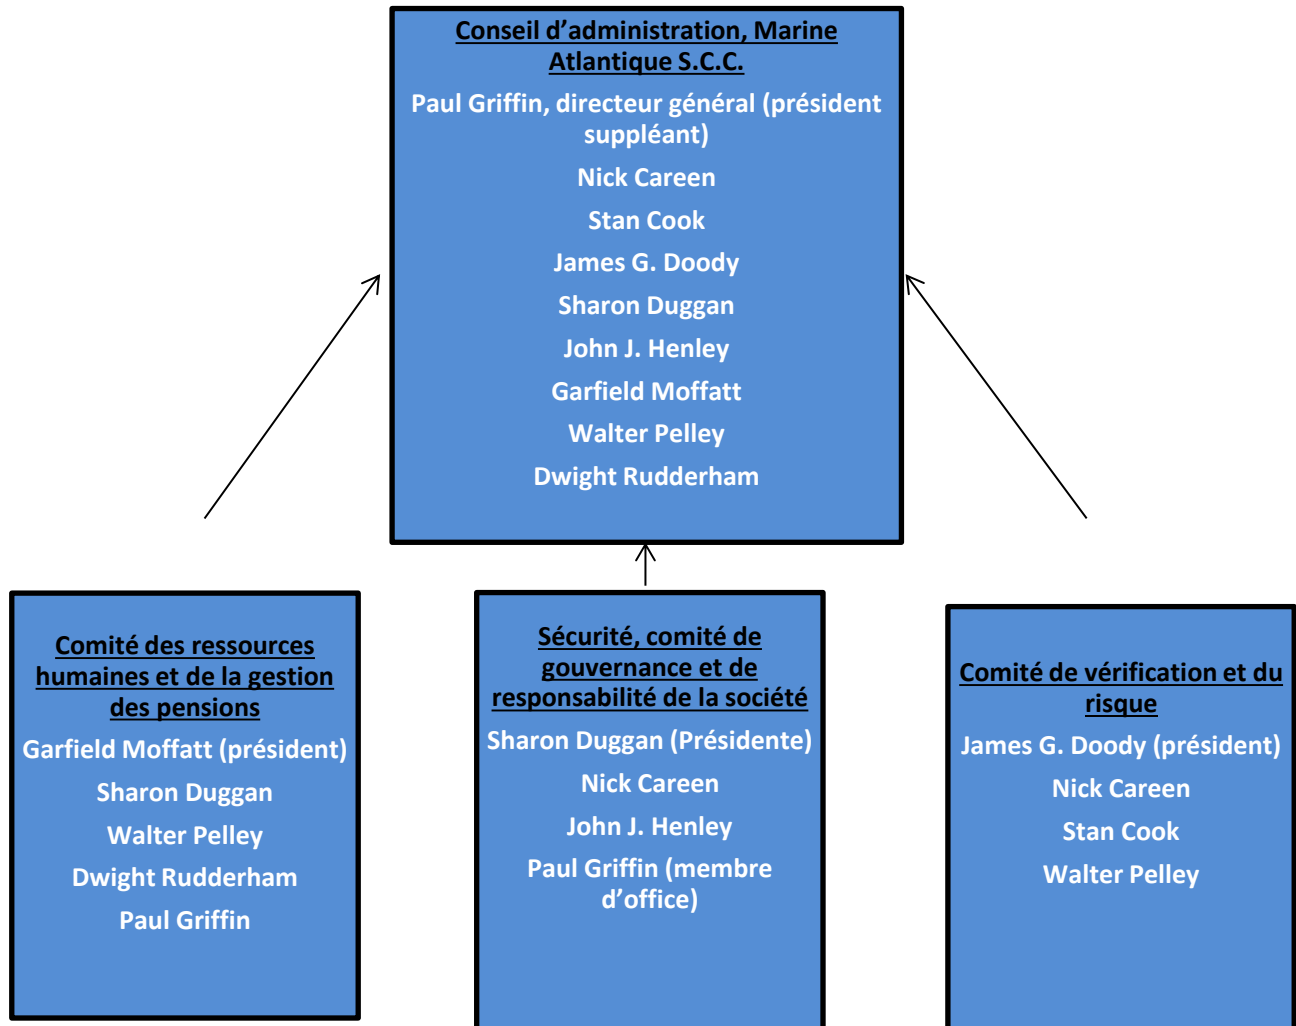 Conseil d’administration, Marine
Atlantique S.C.C.
Paul Griffin, directeur général (président
suppléant)
Nick Careen
Stan Cook
James G. Doody
Sharon Duggan
John J. Henley
Garfield Moffatt
Walter Pelley
Dwight Rudderham
Comité des ressources
humaines et de la gestion
des pensions
Garfield Moffatt (président)
Sharon Duggan
Walter Pelley
Dwight Rudderham
Paul Griffin
Sécurité, comité de
gouvernance et de
responsabilité de la société
Sharon Duggan (Présidente)
Nick Careen
John J. Henley
Paul Griffin (membre
d’office)
Comité de vérification et du
risque
James G. Doody (président)
Nick Careen
Stan Cook
Walter Pelley